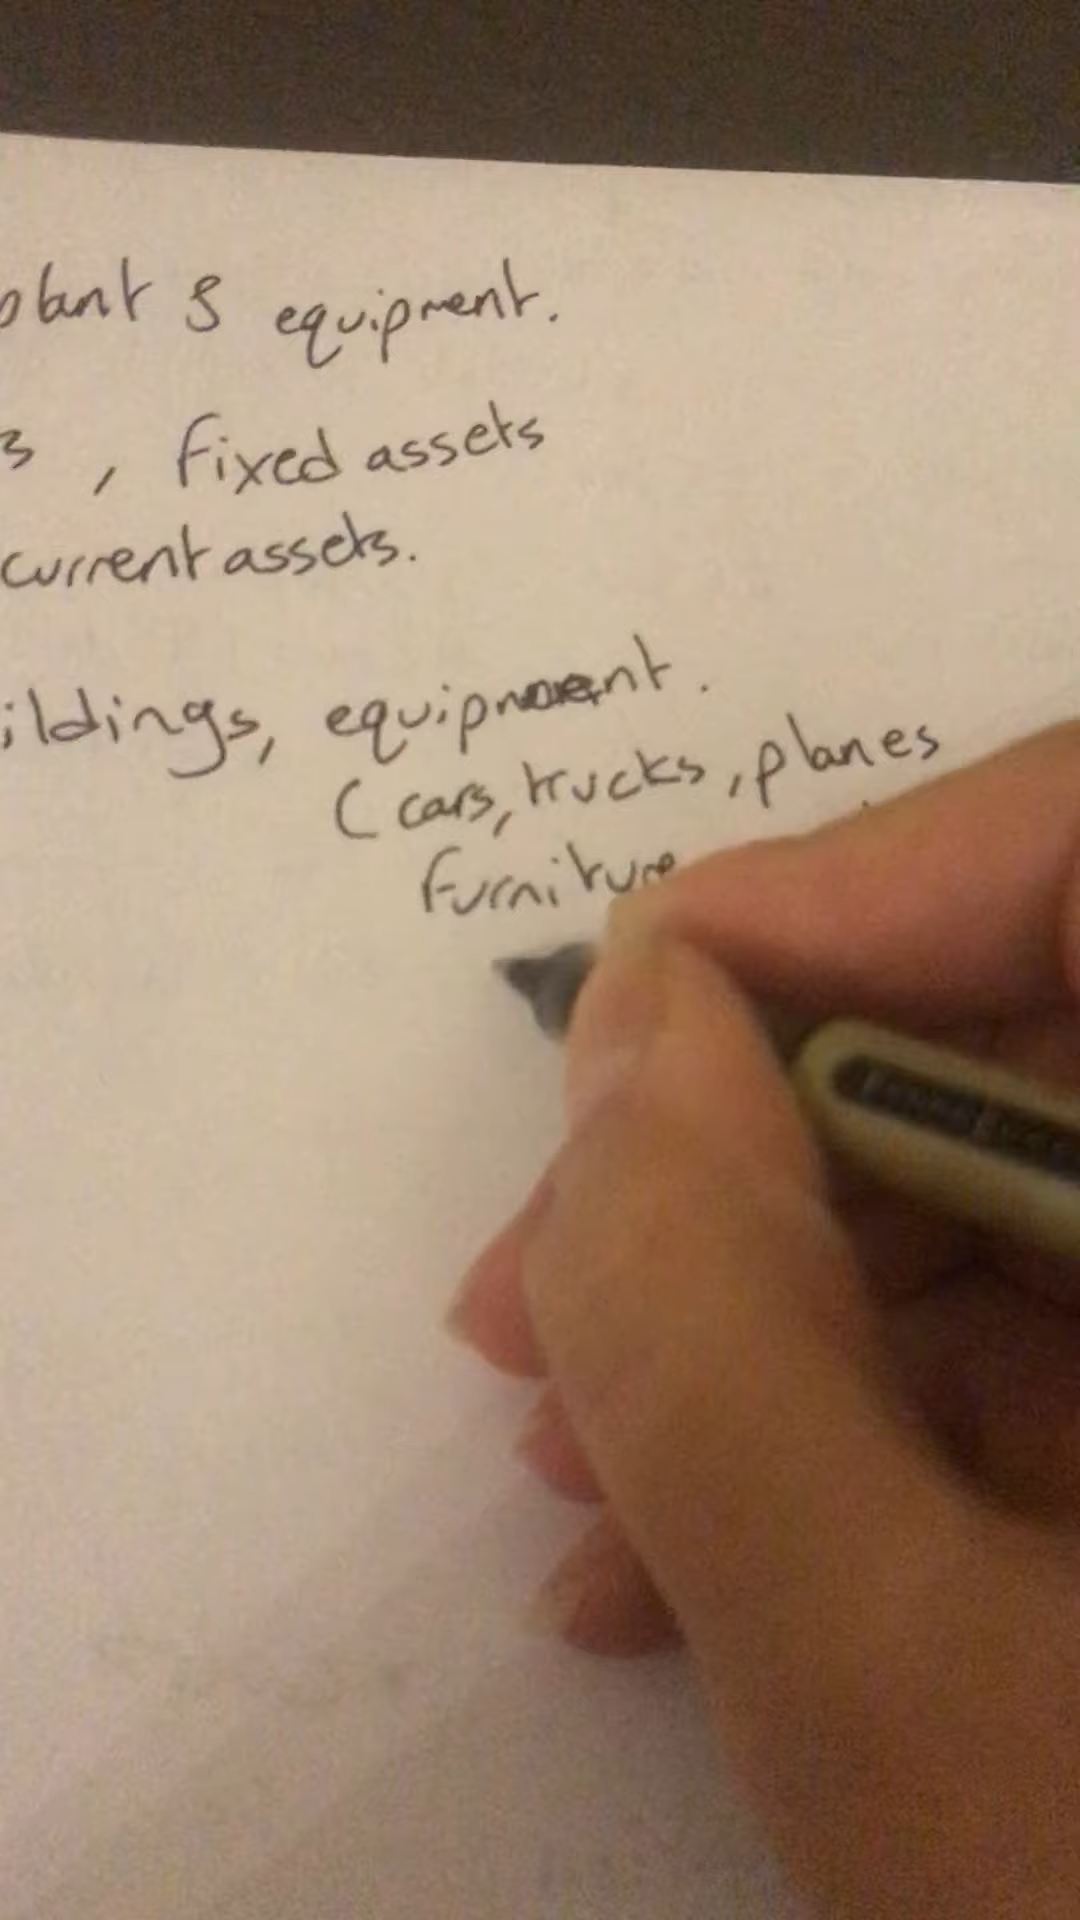 plant & equipment.
, fixed assets
current assets.
ildings, equipment.
(cars, trucks, planes
furniture